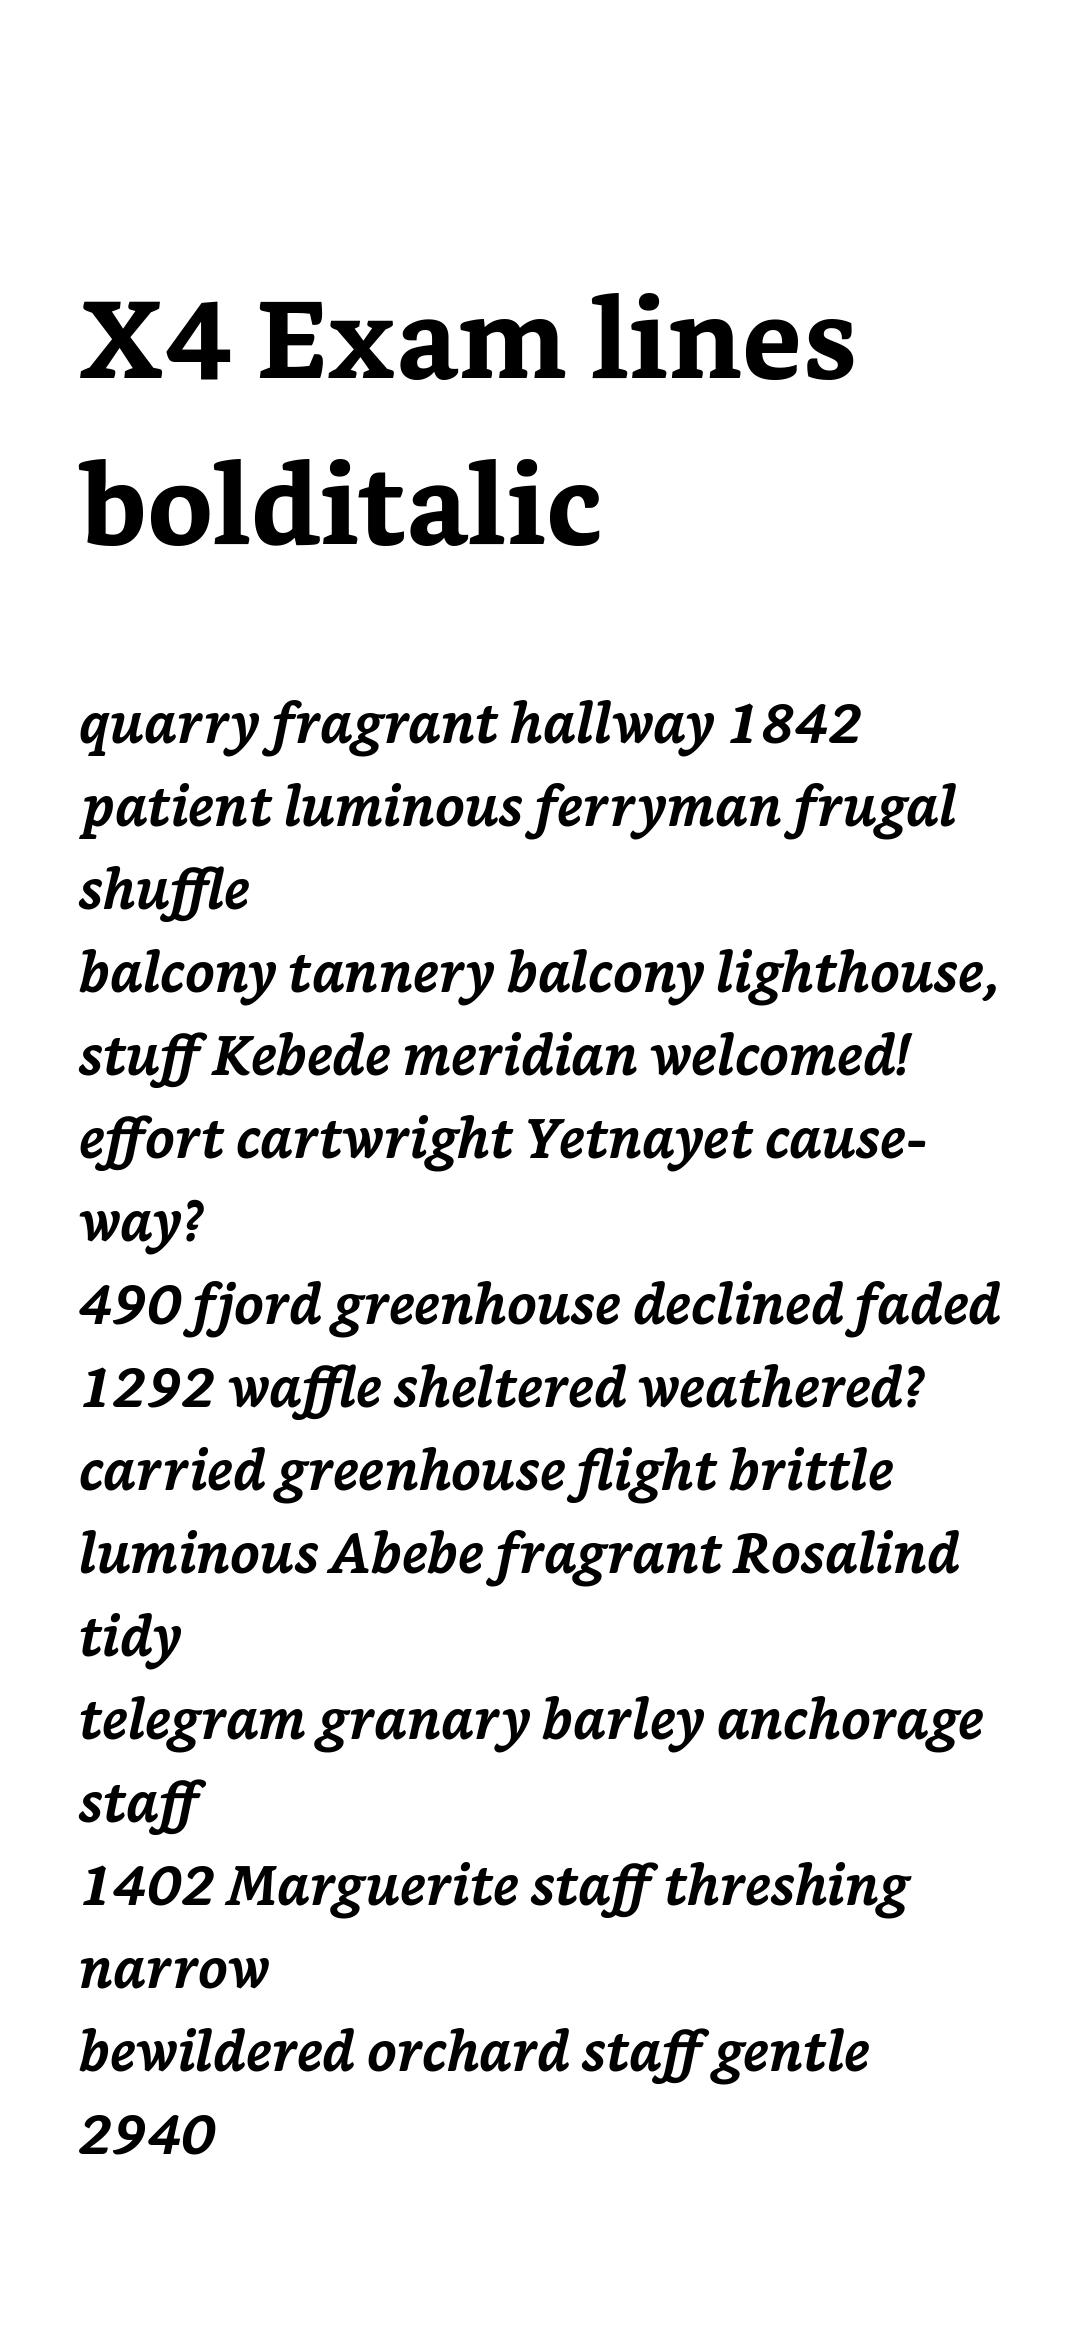 X4 Exam lines
bolditalic
quarry fragrant hallway 1842
patient luminous ferryman frugal
shuffle
balcony tannery balcony lighthouse,
stuff Kebede meridian welcomed!
effort cartwright Yetnayet cause-
way?
490 fjord greenhouse declined faded
1292 waffle sheltered weathered?
carried greenhouse flight brittle
luminous Abebe fragrant Rosalind
tidy
telegram granary barley anchorage
staff
1402 Marguerite staff threshing
narrow
bewildered orchard staff gentle
2940